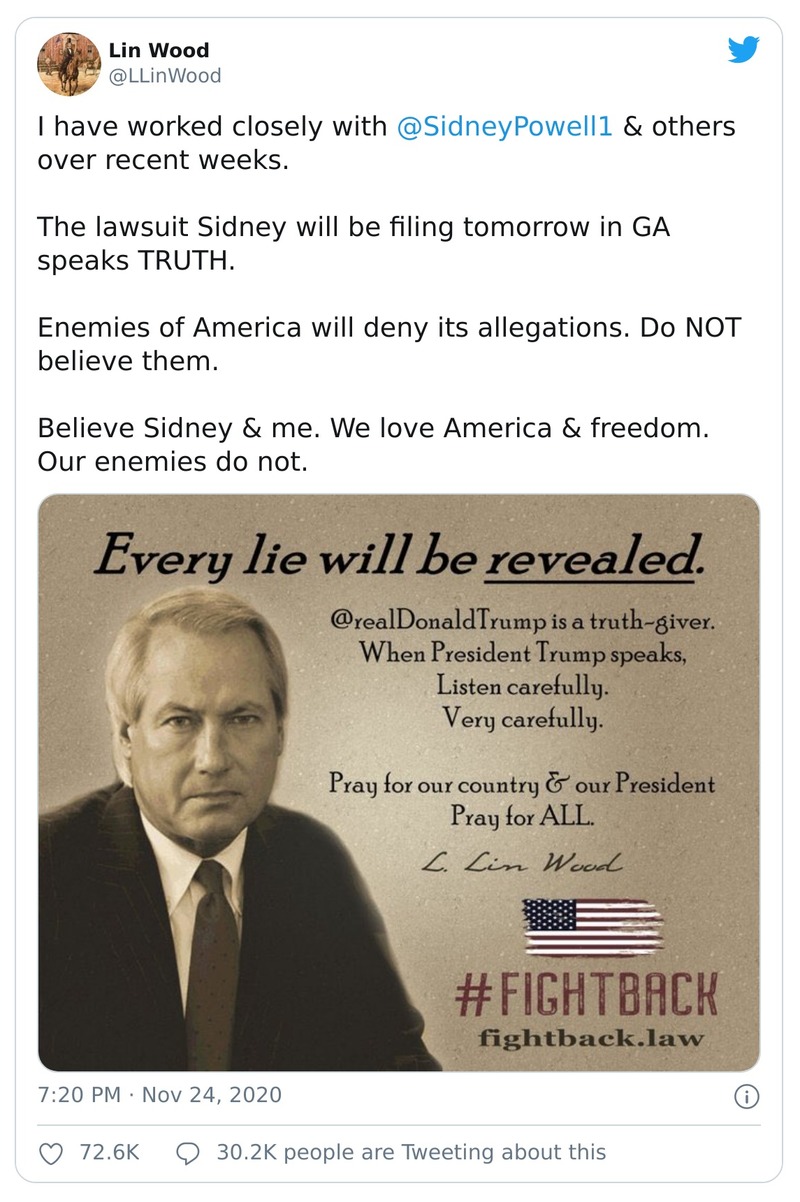 Lin Wood
@LLinWood
I have worked closely with @SidneyPowell1 & others
over recent weeks.
The lawsuit Sidney will be filing tomorrow in GA
speaks TRUTH.
Enemies of America will deny its allegations. Do NOT
believe them.
Believe Sidney & me. We love America & freedom.
Our enemies do not.
Every lie will be revealed.
@realDonaldTrump is a truth-giver.
When President Trump speaks,
Listen carefully.
Very carefully.
Pray for our country & our President
Pray for ALL.
L. Lin Wood
#FIGHTBACK
fightback.law
7:20 PM · Nov 24, 2020
72.6K 30.2K people are Tweeting about this